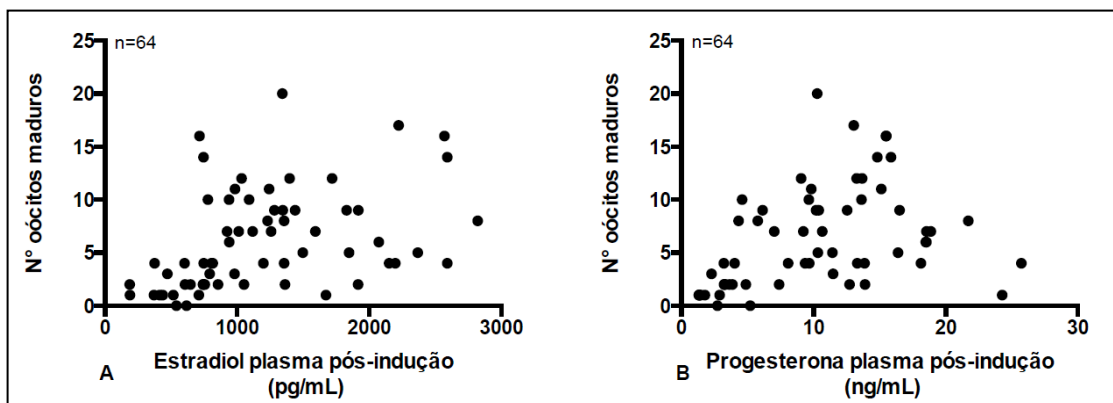 n=64
25
20
15
10
5
0
N° oócitos maduros
0
1000
2000
3000
A
Estradiol plasma pós-indução
(pg/mL)
n=64
25
20
15
10
5
0
N° oócitos maduros
0
10
20
30
B
Progesterona plasma pós-indução
(ng/mL)